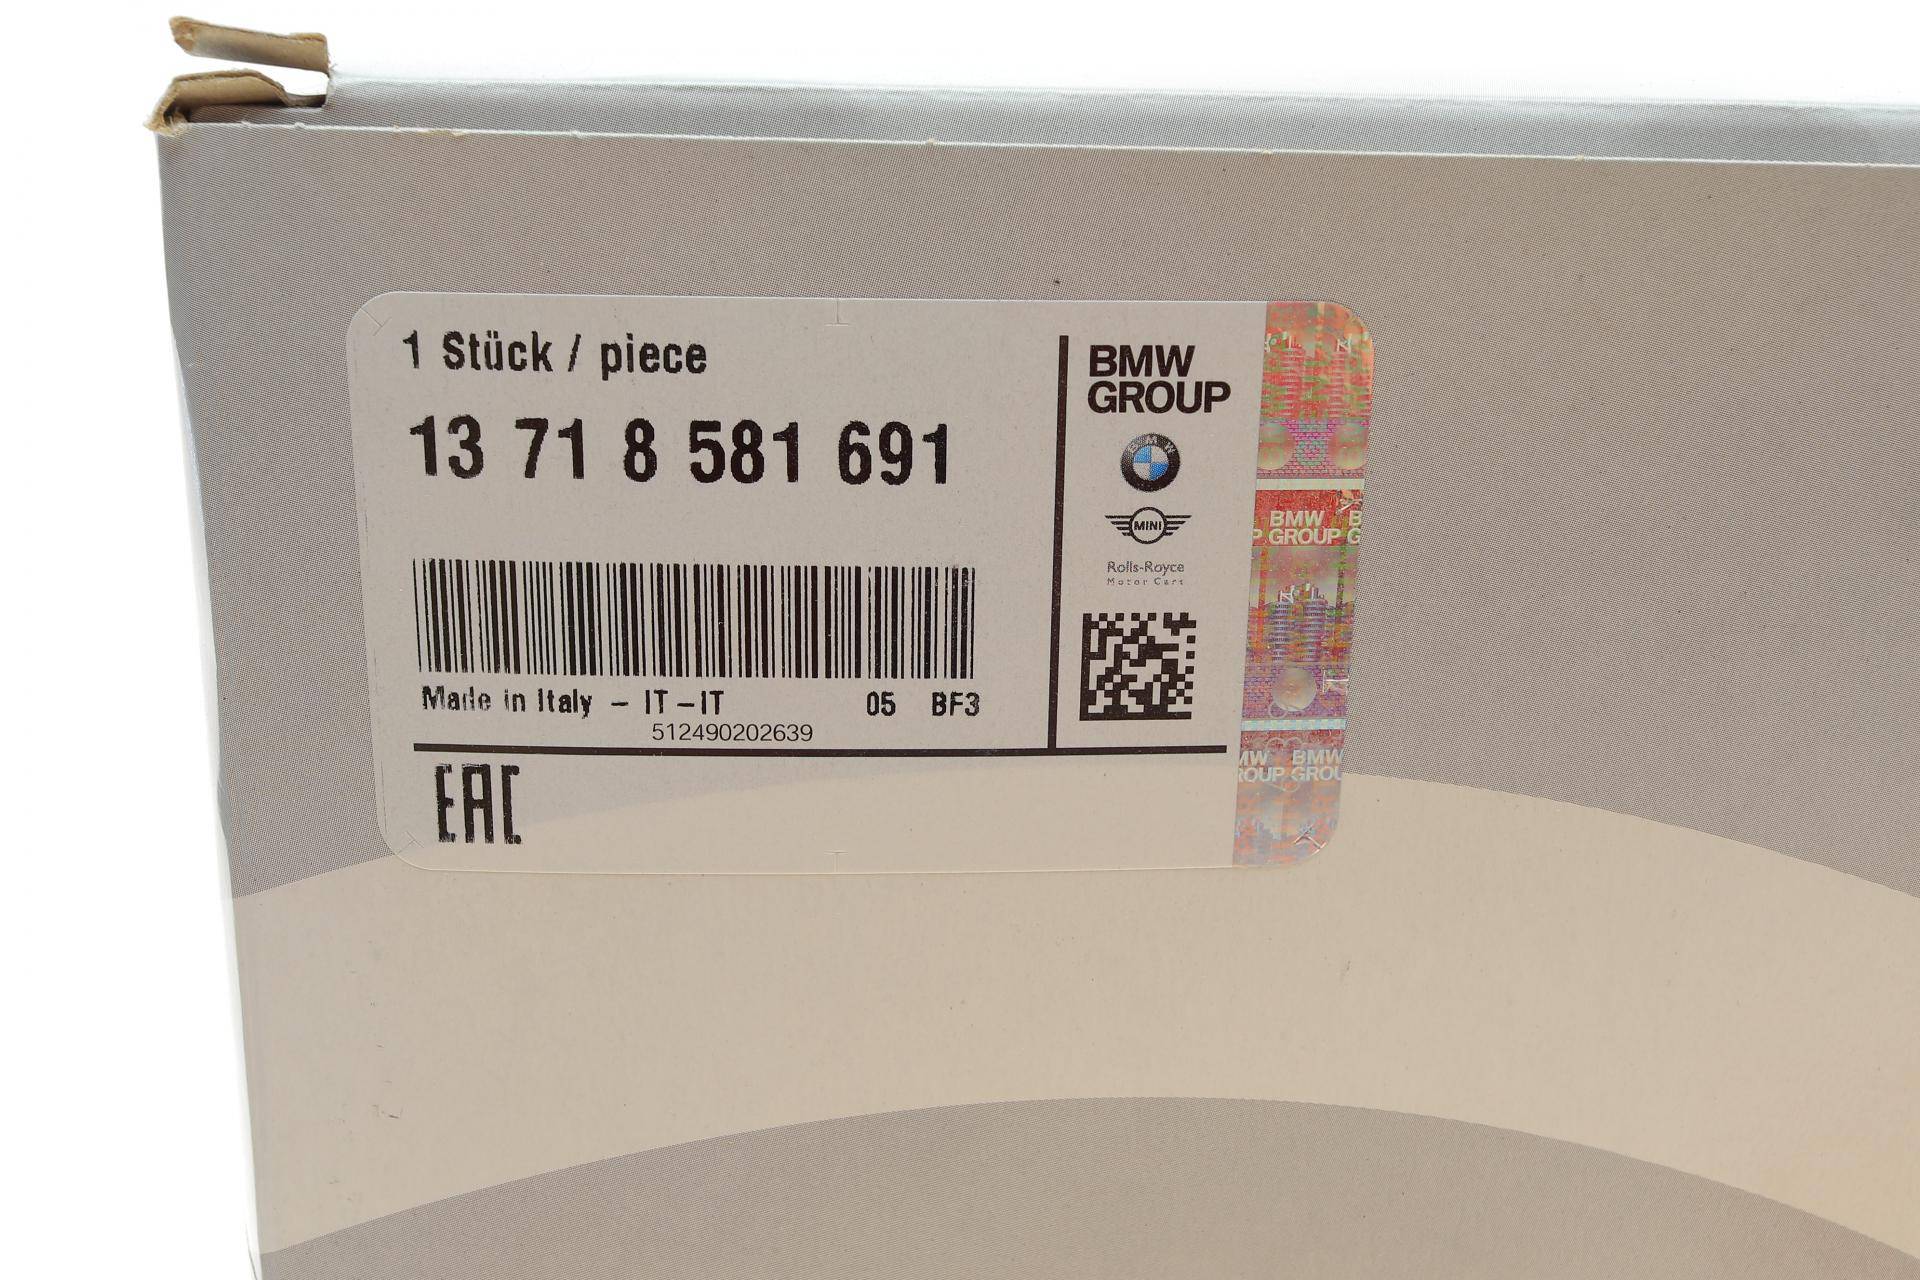 1 Stück / piece
13 71 8 581 691
Made in Italy – IT – IT 05 BF3
512490202639
EAC
BMW
GROUP
BMW
MINI
Rolls-Royce
Motor Cars
BMW
GROUP
BMW
GROUP